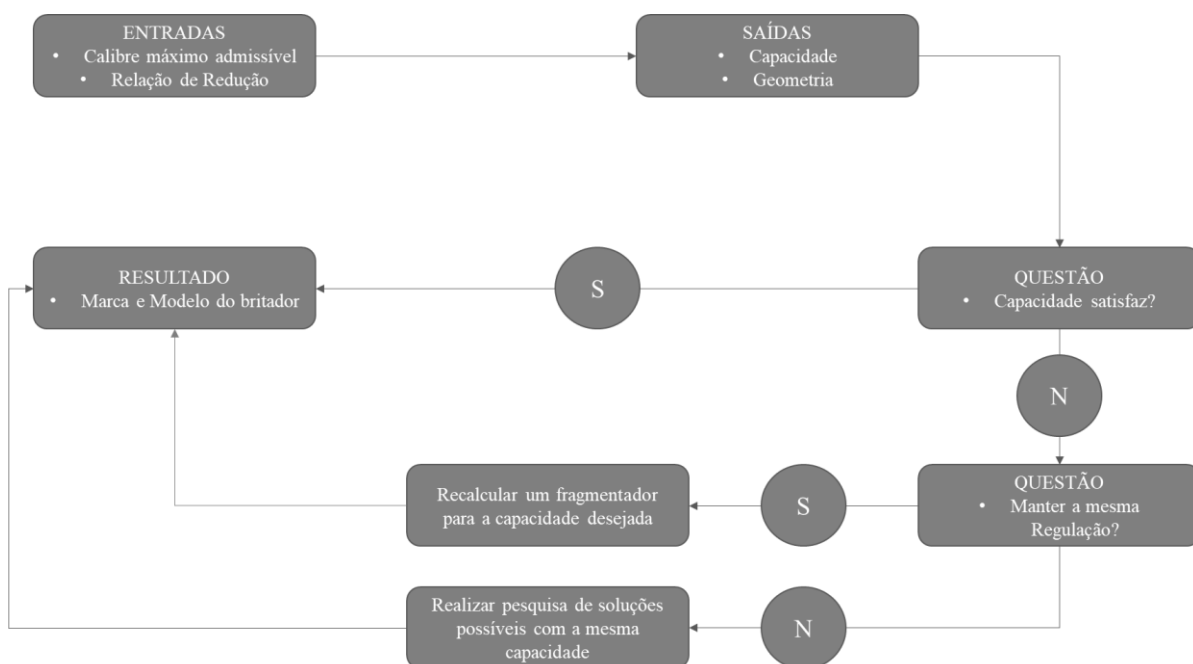 ENTRADAS
• Calibre máximo admissível
• Relação de Redução
SAÍDAS
• Capacidade
• Geometria
RESULTADO
• Marca e Modelo do britador
S
QUESTÃO
• Capacidade satisfaz?
N
Recalcular um fragmentador
para a capacidade desejada
S
QUESTÃO
• Manter a mesma
Regulação?
Realizar pesquisa de soluções
possíveis com a mesma
capacidade
N